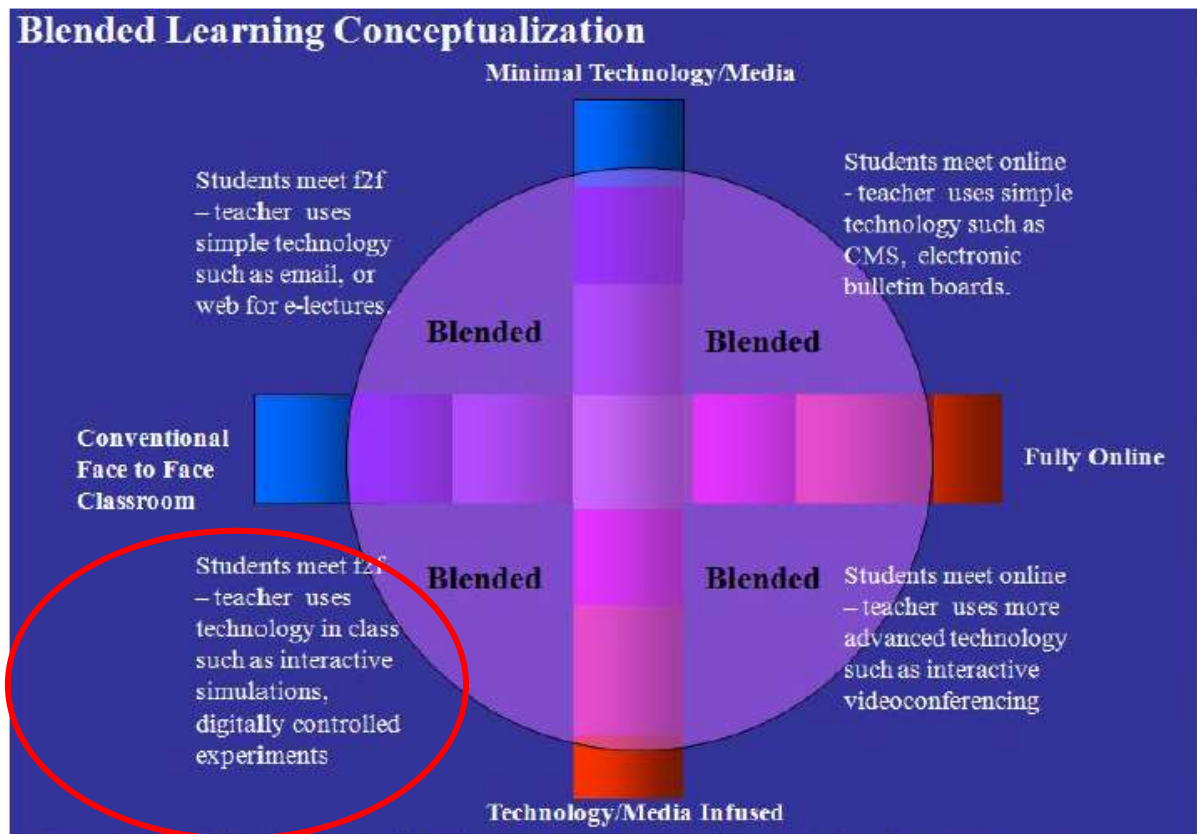 Blended Learning Conceptualization
Minimal Technology/Media
Students meet f2f
– teacher uses
simple technology
such as email, or
web for e-lectures.
Students meet online
- teacher uses simple
technology such as
CMS, electronic
bulletin boards.
Blended
Blended
Conventional
Face to Face
Classroom
Fully Online
Students meet f2f
– teacher uses
technology in class
such as interactive
simulations,
digitally controlled
experiments
Blended
Blended
Students meet online
– teacher uses more
advanced technology
such as interactive
videoconferencing
Technology/Media Infused